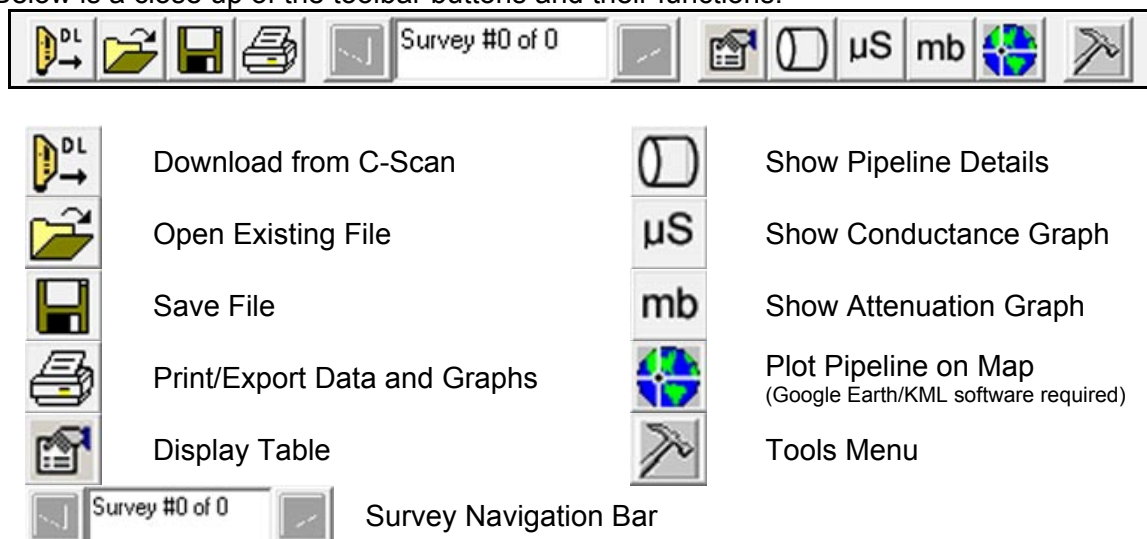 Below is a close up of the toolbar buttons and their functions:
DL Survey #0 of 0 µS mb
DL Download from C-Scan
Show Pipeline Details
Open Existing File
µS Show Conductance Graph
Save File
mb Show Attenuation Graph
Print/Export Data and Graphs
Plot Pipeline on Map
(Google Earth/KML software required)
Display Table
Tools Menu
Survey #0 of 0 Survey Navigation Bar